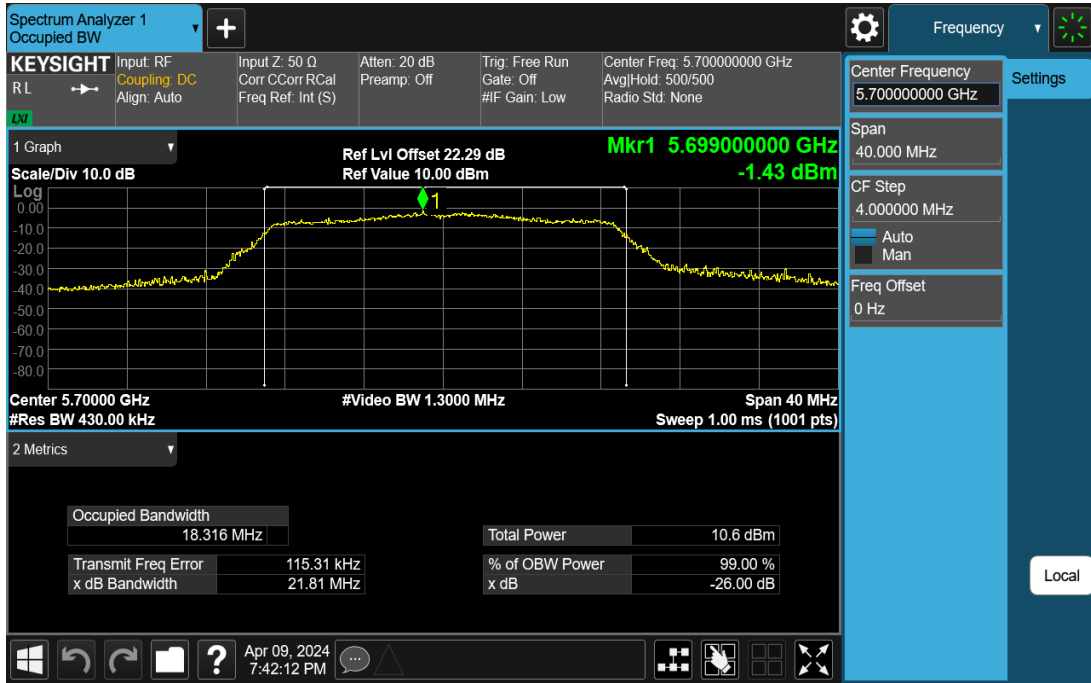 Spectrum Analyzer 1
Occupied BW
+
Frequency
KEYSIGHT
RL
LXI
Input: RF
Coupling: DC
Align: Auto
Input Z: 50 Ω
Corr CCorr RCal
Freq Ref: Int (S)
Atten: 20 dB
Preamp: Off
Trig: Free Run
Gate: Off
#IF Gain: Low
Center Freq: 5.700000000 GHz
Avg|Hold: 500/500
Radio Std: None
Center Frequency
5.700000000 GHz
Settings
Span
40.000 MHz
CF Step
4.000000 MHz
Auto
Man
Freq Offset
0 Hz
Local
1 Graph
Scale/Div 10.0 dB
Ref Lvl Offset 22.29 dB
Ref Value 10.00 dBm
Mkr1 5.699000000 GHz
-1.43 dBm
Log
1
0.00
-10.0
-20.0
-30.0
-40.0
-50.0
-60.0
-70.0
-80.0
Center 5.70000 GHz
#Res BW 430.00 kHz
#Video BW 1.3000 MHz
Span 40 MHz
Sweep 1.00 ms (1001 pts)
2 Metrics
Occupied Bandwidth
18.316 MHz
Transmit Freq Error 115.31 kHz
x dB Bandwidth 21.81 MHz
Total Power 10.6 dBm
% of OBW Power 99.00 %
x dB -26.00 dB
?
Apr 09, 2024
7:42:12 PM